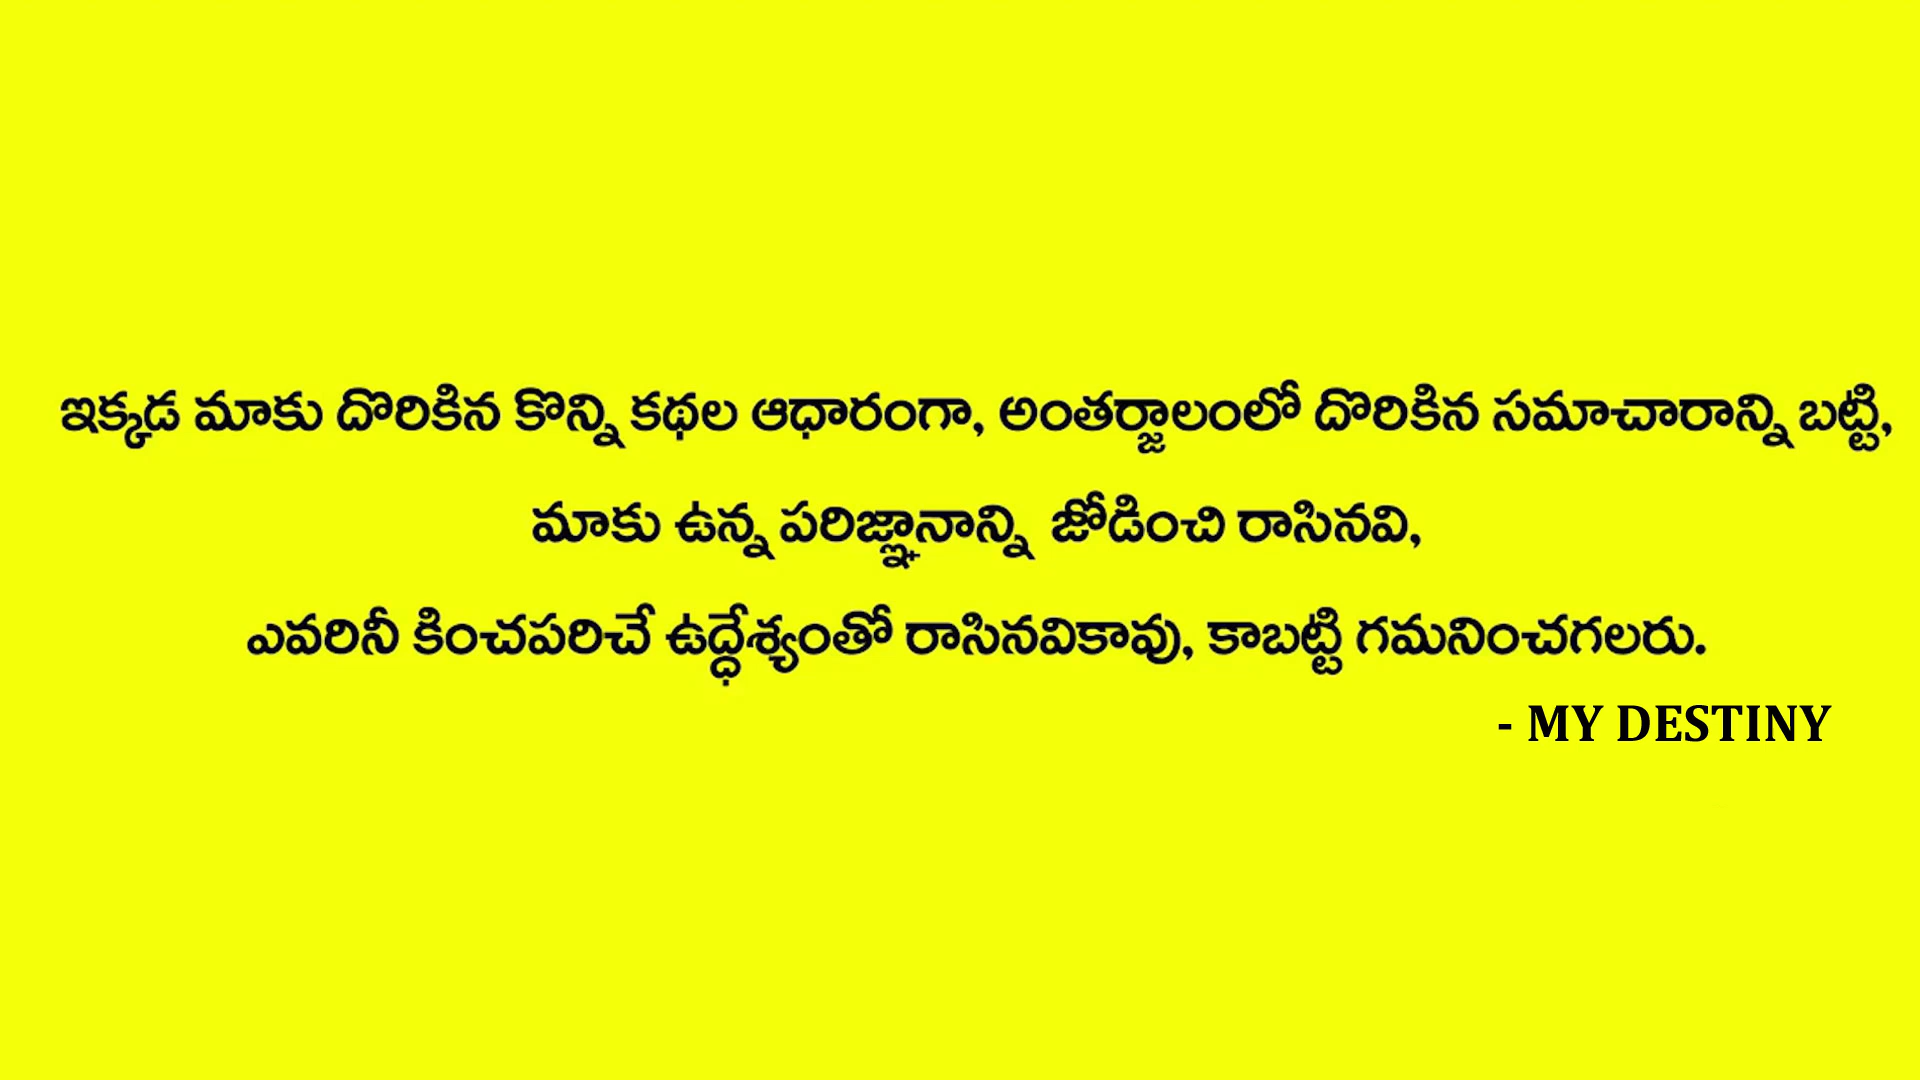 ఇక్కడ మాకు దొరికిన కొన్ని కథల ఆధారంగా, అంతర్జాలంలో దొరికిన సమాచారాన్ని బట్టి,
మాకు ఉన్న పరిజ్ఞానాన్ని జోడించి రాసినవి,
ఎవరినీ కించపరిచే ఉద్ధేశ్యంతో రాసినవికావు, కాబట్టి గమనించగలరు.
- MY DESTINY